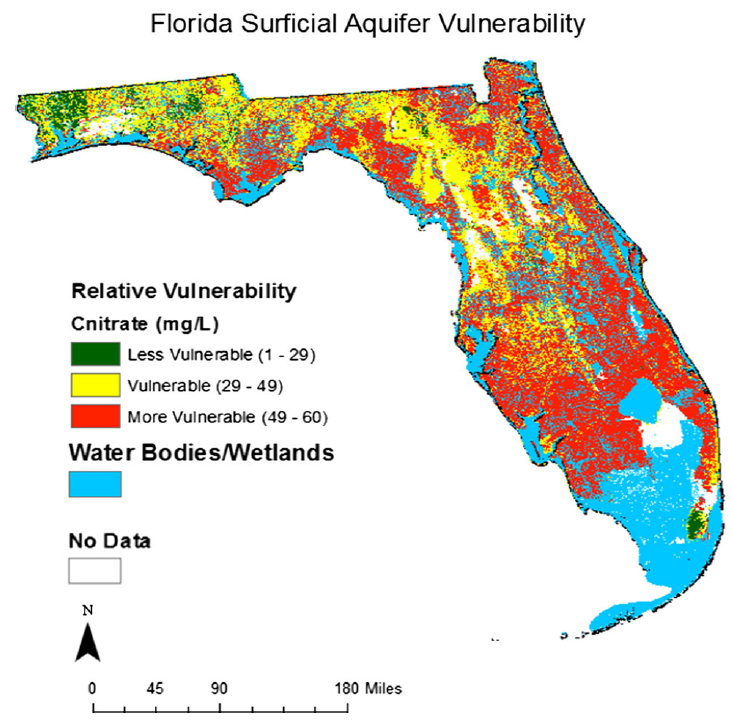 Florida Surficial Aquifer Vulnerability
Relative Vulnerability
Cnitrate (mg/L)
Less Vulnerable (1 - 29)
Vulnerable (29 - 49)
More Vulnerable (49 - 60)
Water Bodies/Wetlands
No Data
N
0 45 90 180 Miles